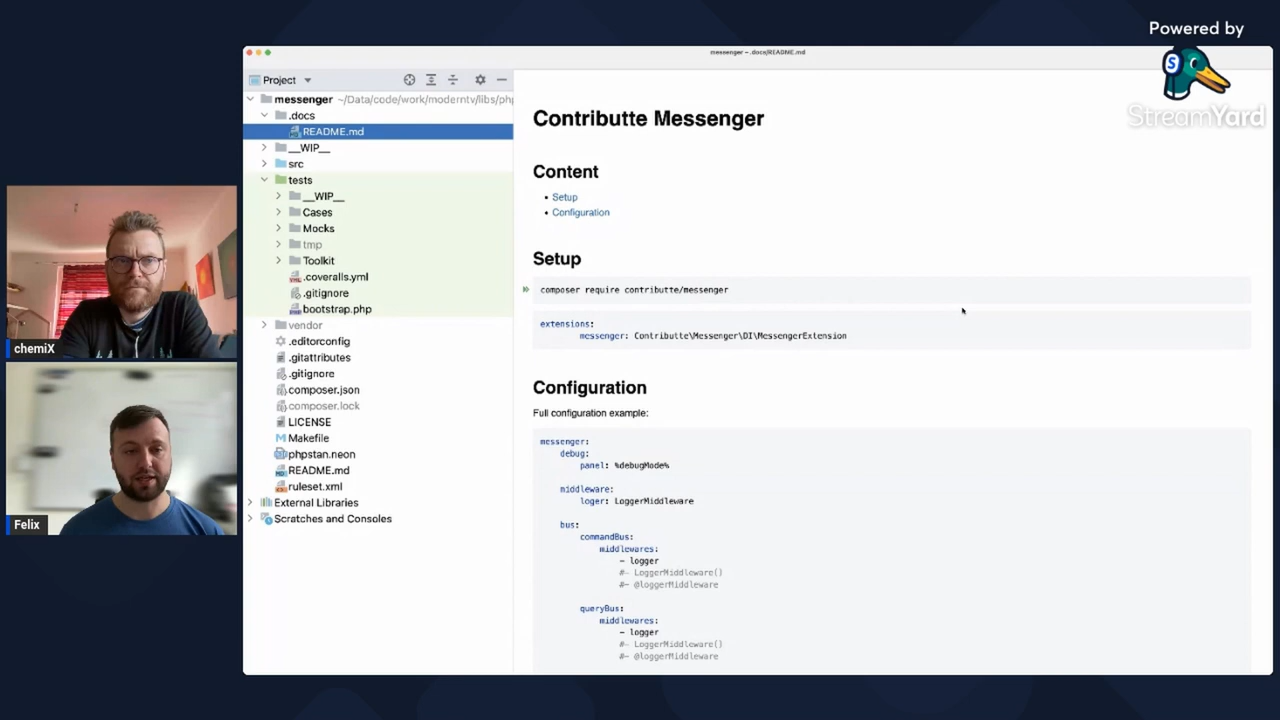 Powered by
StreamYard
S
messenger – .docs/README.md
Project
messenger ~/Data/code/work/moderntv/libs/php
.docs
README.md
__WIP__
src
tests
__WIP__
Cases
Mocks
tmp
Toolkit
.coveralls.yml
.gitignore
bootstrap.php
vendor
.editorconfig
.gitattributes
.gitignore
composer.json
composer.lock
LICENSE
Makefile
phpstan.neon
README.md
ruleset.xml
External Libraries
Scratches and Consoles
Contributte Messenger
Content
• Setup
• Configuration
Setup
composer require contributte/messenger
extensions:
messenger: Contributte\Messenger\DI\MessengerExtension
Configuration
Full configuration example:
messenger:
debug:
panel: %debugMode%
middleware:
loger: LoggerMiddleware
bus:
commandBus:
middlewares:
- logger
#- LoggerMiddleware()
#- @loggerMiddleware
queryBus:
middlewares:
- logger
#- LoggerMiddleware()
#- @loggerMiddleware
chemiX
Felix